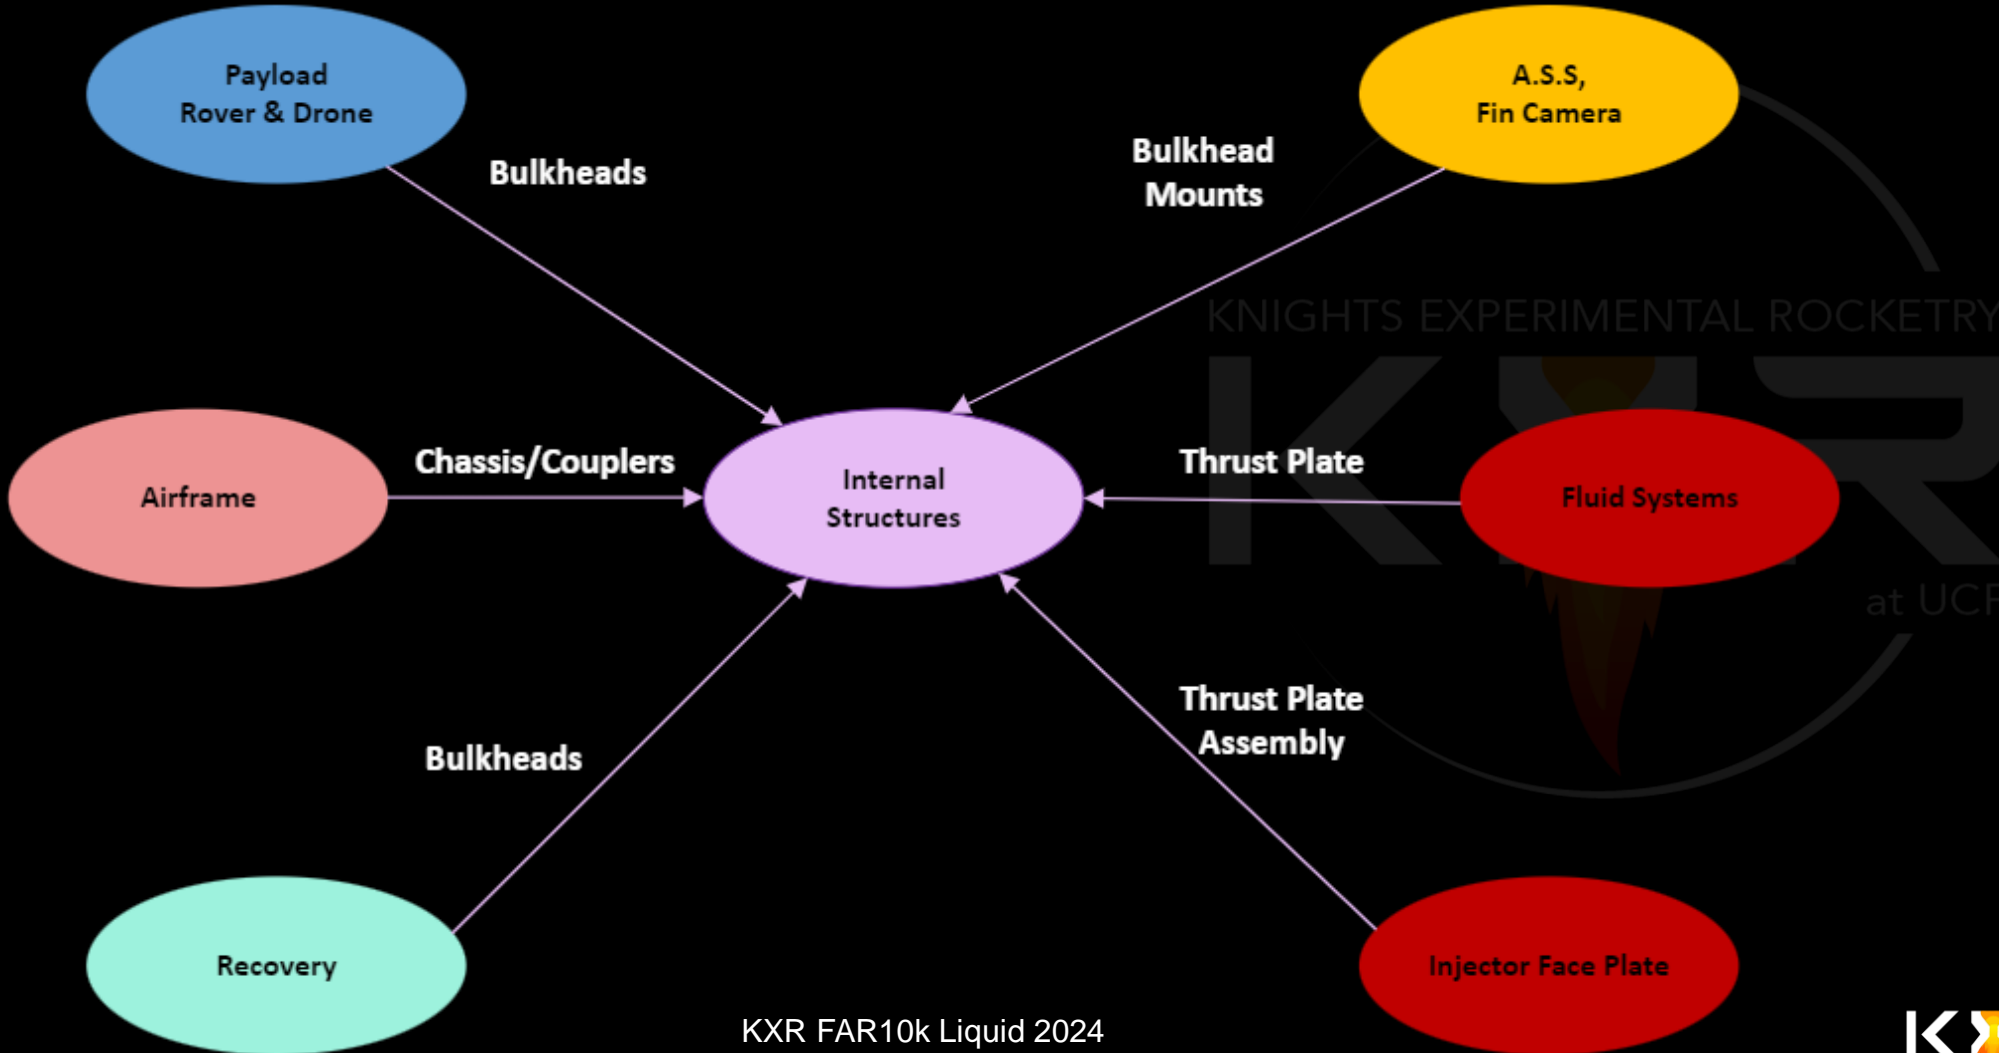 Payload
Rover & Drone
A.S.S,
Fin Camera
Bulkheads
Bulkhead
Mounts
KNIGHTS EXPERIMENTAL ROCKETRY
KXR
Airframe
Chassis/Couplers
Internal
Structures
Thrust Plate
Fluid Systems
at UCF
Bulkheads
Thrust Plate
Assembly
Recovery
Injector Face Plate
KXR FAR10k Liquid 2024